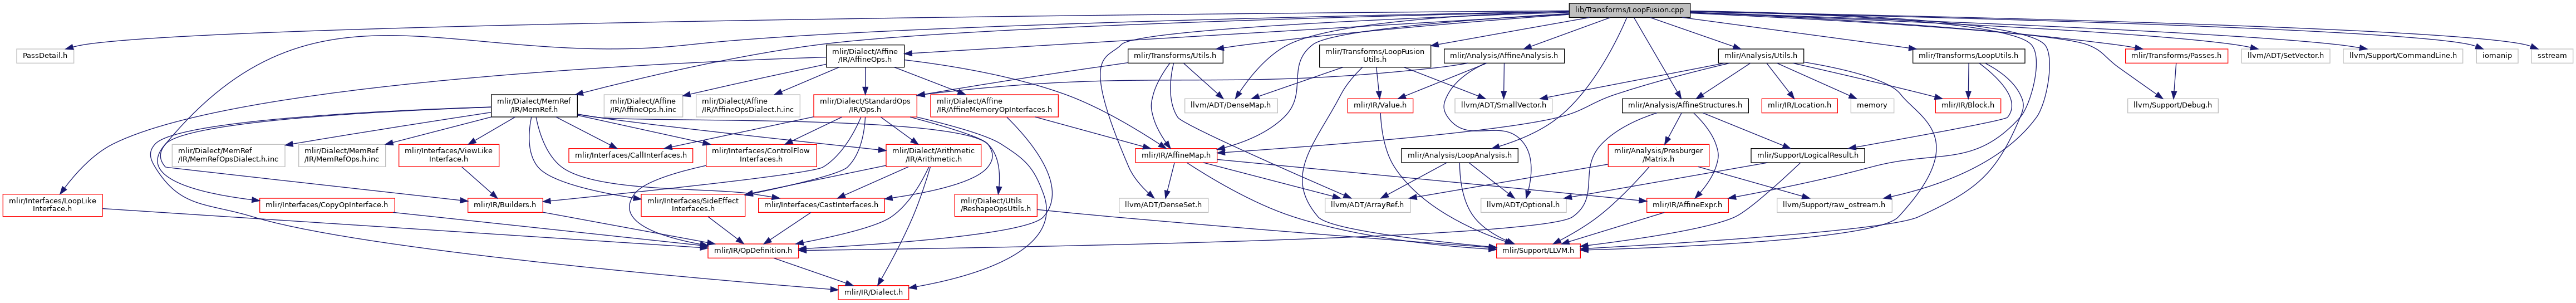 lib/Transforms/LoopFusion.cpp
PassDetail.h
mlir/Dialect/Affine
/IR/AffineOps.h
mlir/Transforms/Utils.h
mlir/Transforms/LoopFusion
Utils.h
mlir/Analysis/AffineAnalysis.h
mlir/Analysis/Utils.h
mlir/Transforms/LoopUtils.h
mlir/Transforms/Passes.h
llvm/ADT/SetVector.h
llvm/Support/CommandLine.h
iomanip
sstream
mlir/Dialect/MemRef
/IR/MemRef.h
mlir/Dialect/Affine
/IR/AffineOps.h.inc
mlir/Dialect/Affine
/IR/AffineOpsDialect.h.inc
mlir/Dialect/StandardOps
/IR/Ops.h
mlir/Dialect/Affine
/IR/AffineMemoryOpInterfaces.h
llvm/ADT/DenseMap.h
mlir/IR/Value.h
llvm/ADT/SmallVector.h
mlir/Analysis/AffineStructures.h
mlir/IR/Location.h
memory
mlir/IR/Block.h
llvm/Support/Debug.h
mlir/Dialect/MemRef
/IR/MemRefOpsDialect.h.inc
mlir/Dialect/MemRef
/IR/MemRefOps.h.inc
mlir/Interfaces/ViewLike
Interface.h
mlir/Interfaces/CallInterfaces.h
mlir/Interfaces/ControlFlow
Interfaces.h
mlir/Dialect/Arithmetic
/IR/Arithmetic.h
mlir/IR/AffineMap.h
mlir/Analysis/LoopAnalysis.h
mlir/Analysis/Presburger
/Matrix.h
mlir/Support/LogicalResult.h
mlir/Interfaces/LoopLike
Interface.h
mlir/Interfaces/CopyOpInterface.h
mlir/IR/Builders.h
mlir/Interfaces/SideEffect
Interfaces.h
mlir/Interfaces/CastInterfaces.h
mlir/Dialect/Utils
/ReshapeOpsUtils.h
llvm/ADT/DenseSet.h
llvm/ADT/ArrayRef.h
llvm/ADT/Optional.h
mlir/IR/AffineExpr.h
llvm/Support/raw_ostream.h
mlir/IR/OpDefinition.h
mlir/Support/LLVM.h
mlir/IR/Dialect.h